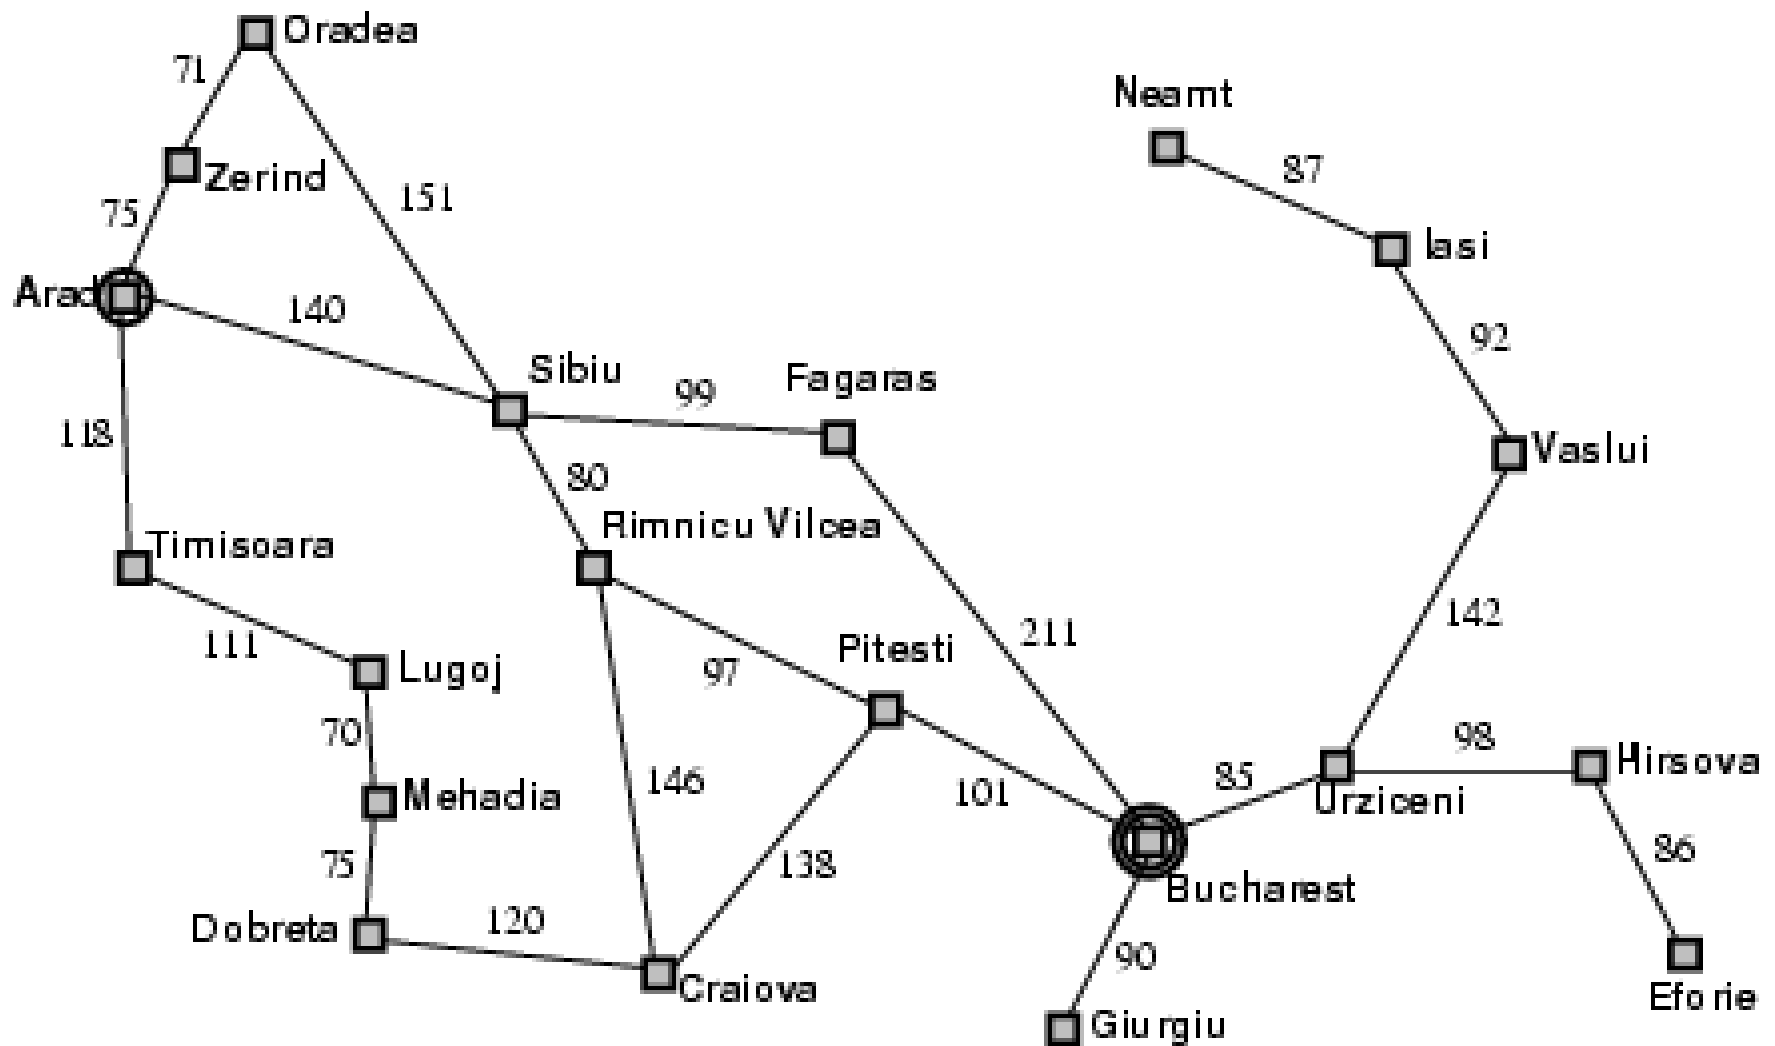 Oradea
71
Neamt
87
Zerind
75
151
Iasi
Arad
140
92
Sibiu
Fagaras
99
118
Vaslui
80
Timisoara
Rimnicu Vilcea
142
211
111
Lugoj
97
Pitesti
70
98
Hirsova
146
85
Mehadia
101
Urziceni
75
138
86
Bucharest
Dobreta
120
90
Craiova
Eforie
Giurgiu